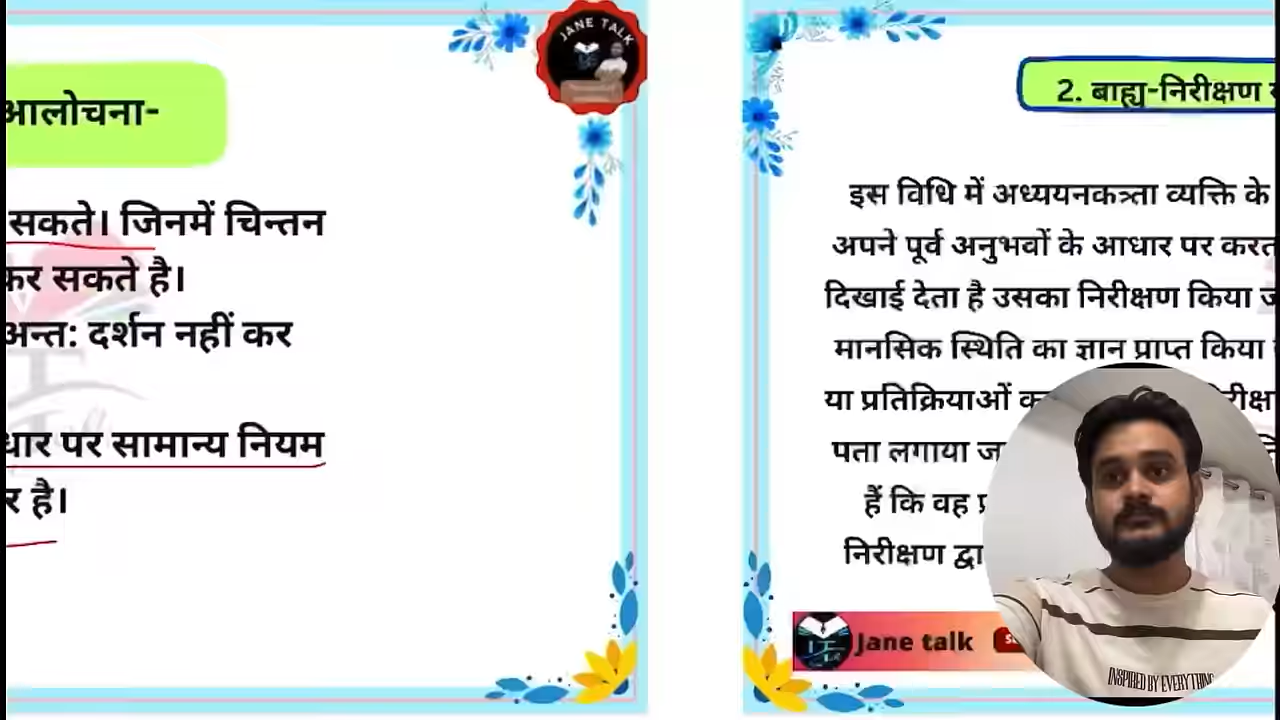 JANE TALK
आलोचना-
सकते। जिनमें चिन्तन
कर सकते है।
अन्त: दर्शन नहीं कर
पर सामान्य नियम
है।
2. बाह्य-निरीक्षण
इस विधि में अध्ययनकर्त्ता व्यक्ति के
अपने पूर्व अनुभवों के आधार पर
दिखाई देता है उसका निरीक्षण किया
मानसिक स्थिति का ज्ञान प्राप्त किया
या प्रतिक्रियाओं
पता लगाया
हैं कि वह
निरीक्षण द्वा
Jane talk
INSPIRED BY EVERYTHING